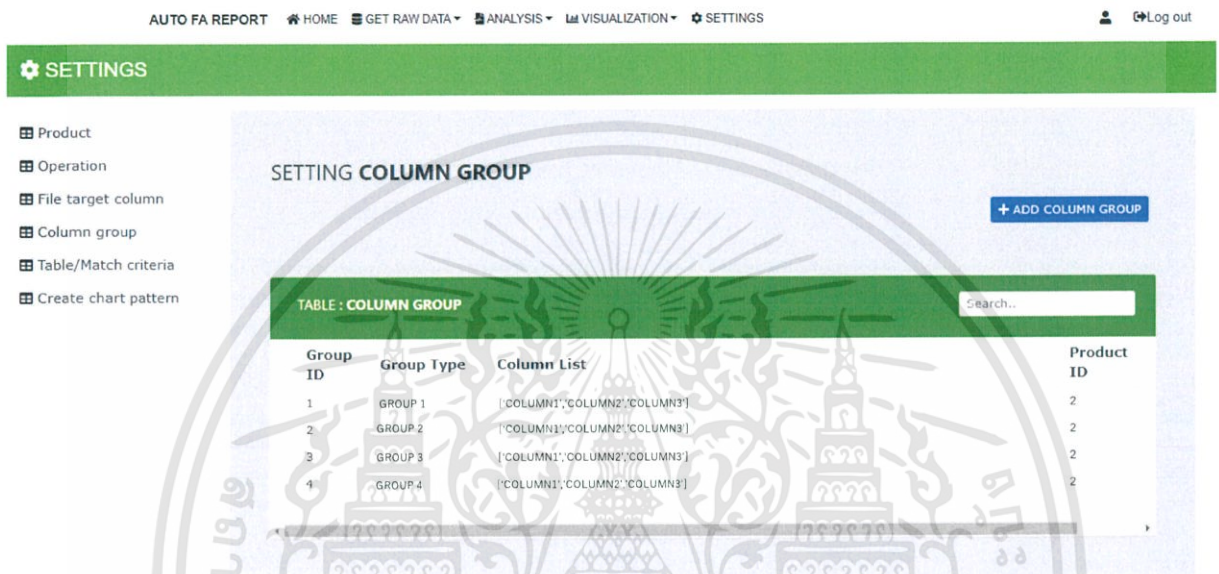 AUTO FA REPORT HOME GET RAW DATA ANALYSIS VISUALIZATION SETTINGS Log out
SETTINGS
Product
Operation
File target column
Column group
Table/Match criteria
Create chart pattern
SETTING COLUMN GROUP
+ ADD COLUMN GROUP
TABLE : COLUMN GROUP Search..
Group ID Group Type Column List Product ID
1 GROUP 1 ['COLUMN1','COLUMN2','COLUMN3'] 2
2 GROUP 2 ['COLUMN1','COLUMN2','COLUMN3'] 2
3 GROUP 3 ['COLUMN1','COLUMN2','COLUMN3'] 2
4 GROUP 4 ['COLUMN1','COLUMN2','COLUMN3'] 2